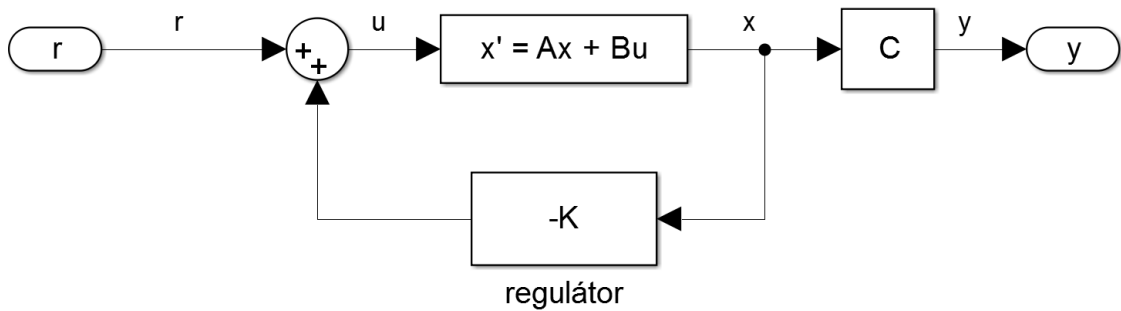 r
r
+
+
u
x' = Ax + Bu
x
C
y
y
-K
regulátor